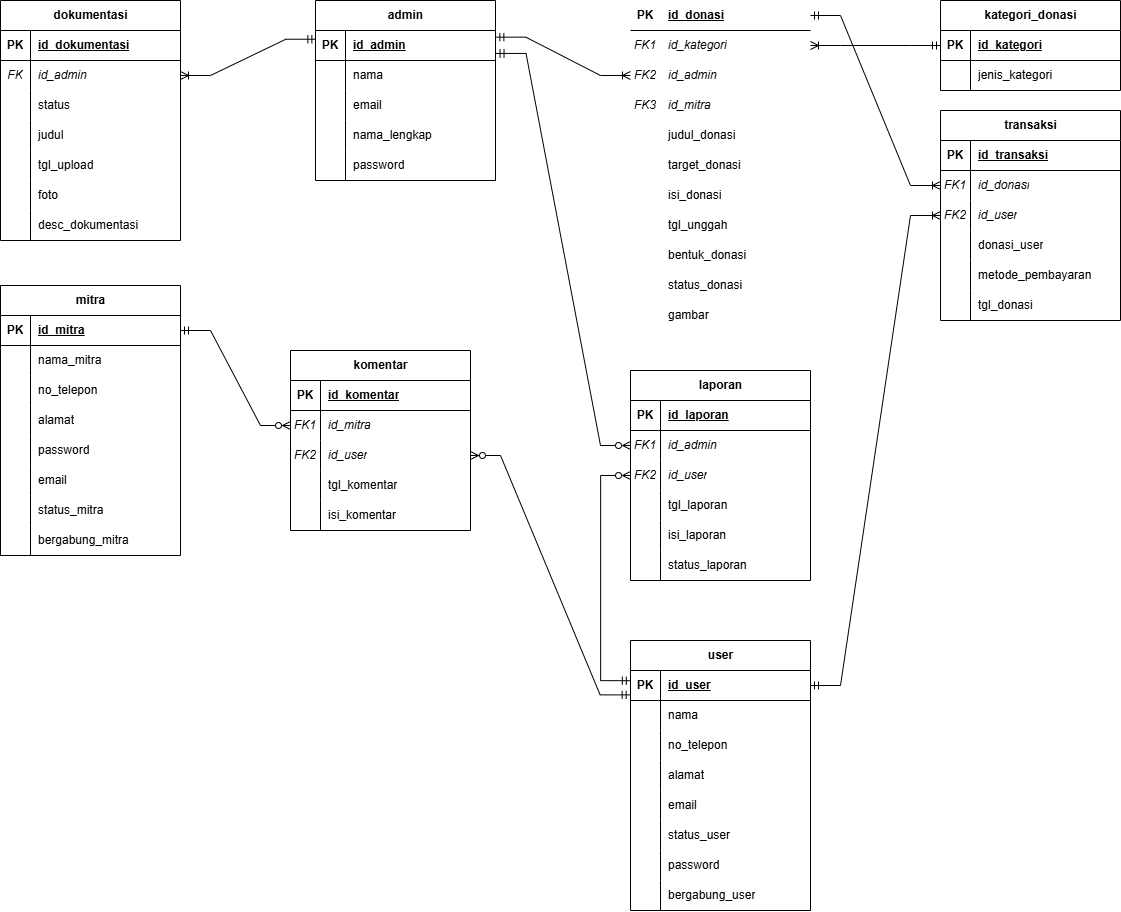 dokumentasi
PK id_dokumentasi
FK id_admin
status
judul
tgl_upload
foto
desc_dokumentasi
admin
PK id_admin
nama
email
nama_lengkap
password
PK id_donasi
FK1 id_kategori
FK2 id_admin
FK3 id_mitra
judul_donasi
target_donasi
isi_donasi
tgl_unggah
bentuk_donasi
status_donasi
gambar
kategori_donasi
PK id_kategori
jenis_kategori
transaksi
PK id_transaksi
FK1 id_donasi
FK2 id_user
donasi_user
metode_pembayaran
tgl_donasi
mitra
PK id_mitra
nama_mitra
no_telepon
alamat
password
email
status_mitra
bergabung_mitra
komentar
PK id_komentar
FK1 id_mitra
FK2 id_user
tgl_komentar
isi_komentar
laporan
PK id_laporan
FK1 id_admin
FK2 id_user
tgl_laporan
isi_laporan
status_laporan
user
PK id_user
nama
no_telepon
alamat
email
status_user
password
bergabung_user